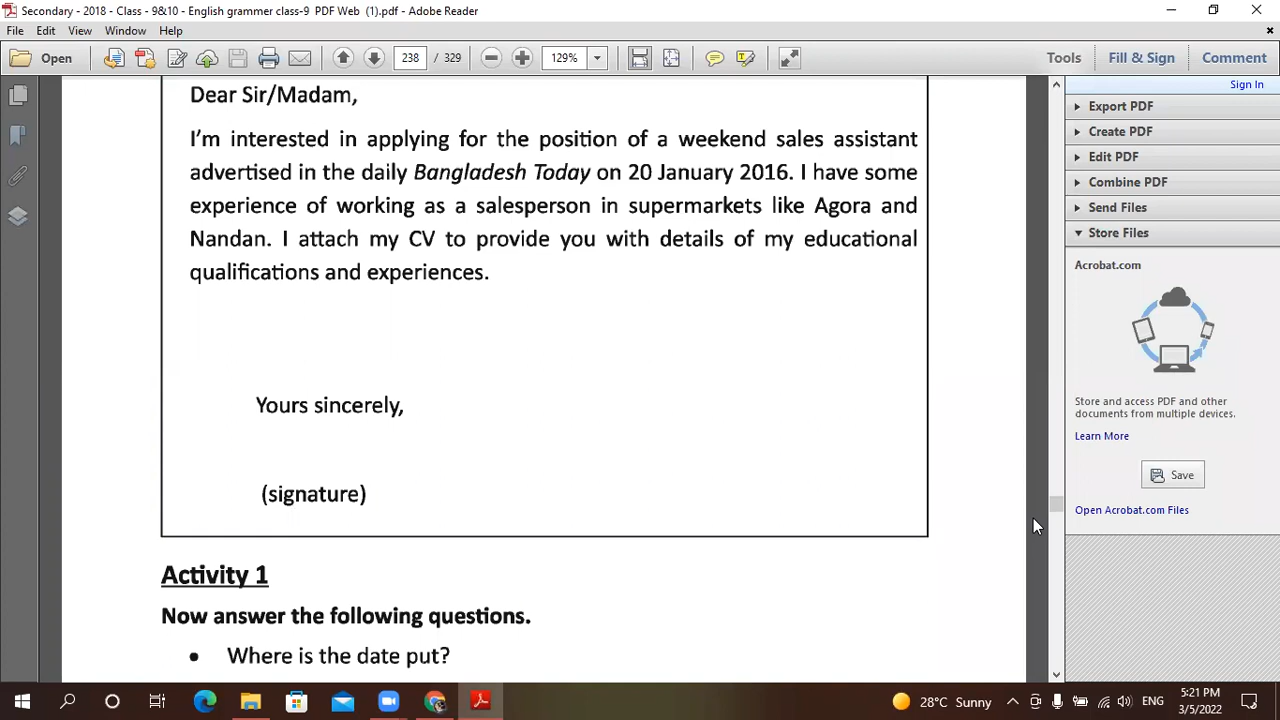 Secondary - 2018 - Class - 9&10 - English grammer class-9 PDF Web (1).pdf - Adobe Reader
File Edit View Window Help
Open 238 / 329 129% Tools Fill & Sign Comment
Sign In
Dear Sir/Madam,
I'm interested in applying for the position of a weekend sales assistant
advertised in the daily Bangladesh Today on 20 January 2016. I have some
experience of working as a salesperson in supermarkets like Agora and
Nandan. I attach my CV to provide you with details of my educational
qualifications and experiences.
Yours sincerely,
(signature)
Activity 1
Now answer the following questions.
• Where is the date put?
Export PDF
Create PDF
Edit PDF
Combine PDF
Send Files
Store Files
Acrobat.com
Store and access PDF and other
documents from multiple devices.
Learn More
Save
Open Acrobat.com Files
28°C Sunny ENG 5:21 PM
3/5/2022